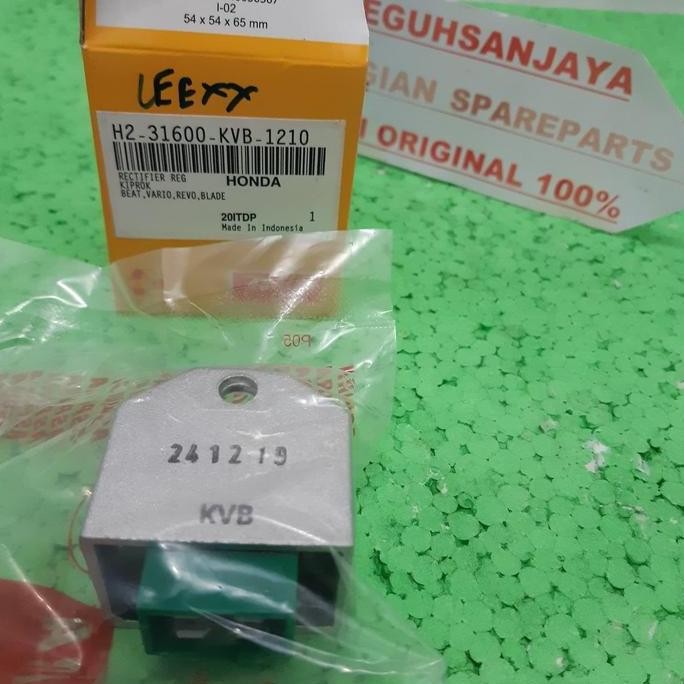 I-02
54 x 54 x 65 mm
LEEXX
H2-31600-KVB-1210
RECTIFIER REG
KIPROK
HONDA
BEAT,VARIO,REVO,BLADE
20ITDP 1
Made In Indonesia
EGUHSANJAYA
SIAN SPAREPARTS
I ORIGINAL 100%
P05
241219
KVB